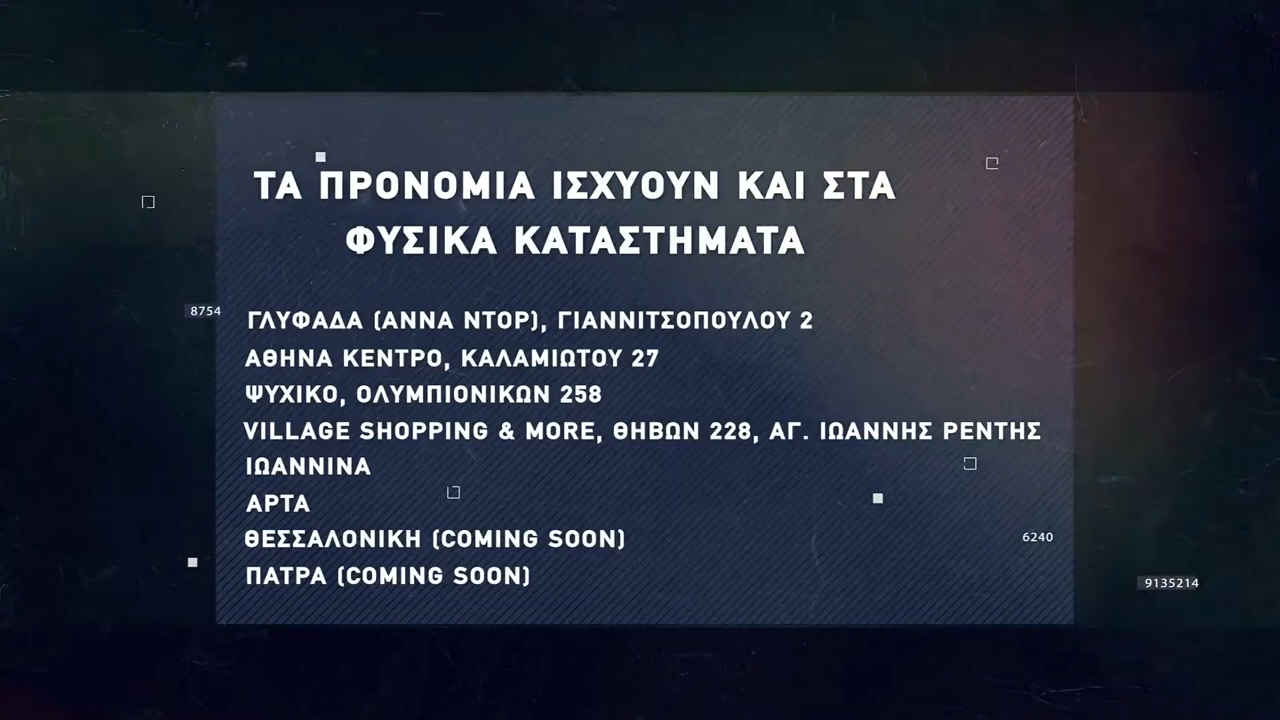 ΤΑ ΠΡΟΝΟΜΙΑ ΙΣΧΥΟΥΝ ΚΑΙ ΣΤΑ
ΦΥΣΙΚΑ ΚΑΤΑΣΤΗΜΑΤΑ
8754
ΓΛΥΦΑΔΑ (ΑΝΝΑ ΝΤΟΡ), ΓΙΑΝΝΙΤΣΟΠΟΥΛΟΥ 2
ΑΘΗΝΑ ΚΕΝΤΡΟ, ΚΑΛΑΜΙΩΤΟΥ 27
ΨΥΧΙΚΟ, ΟΛΥΜΠΙΟΝΙΚΩΝ 258
VILLAGE SHOPPING & MORE, ΘΗΒΩΝ 228, ΑΓ. ΙΩΑΝΝΗΣ ΡΕΝΤΗΣ
ΙΩΑΝΝΙΝΑ
ΑΡΤΑ
ΘΕΣΣΑΛΟΝΙΚΗ (COMING SOON)
6240
ΠΑΤΡΑ (COMING SOON)
9135214